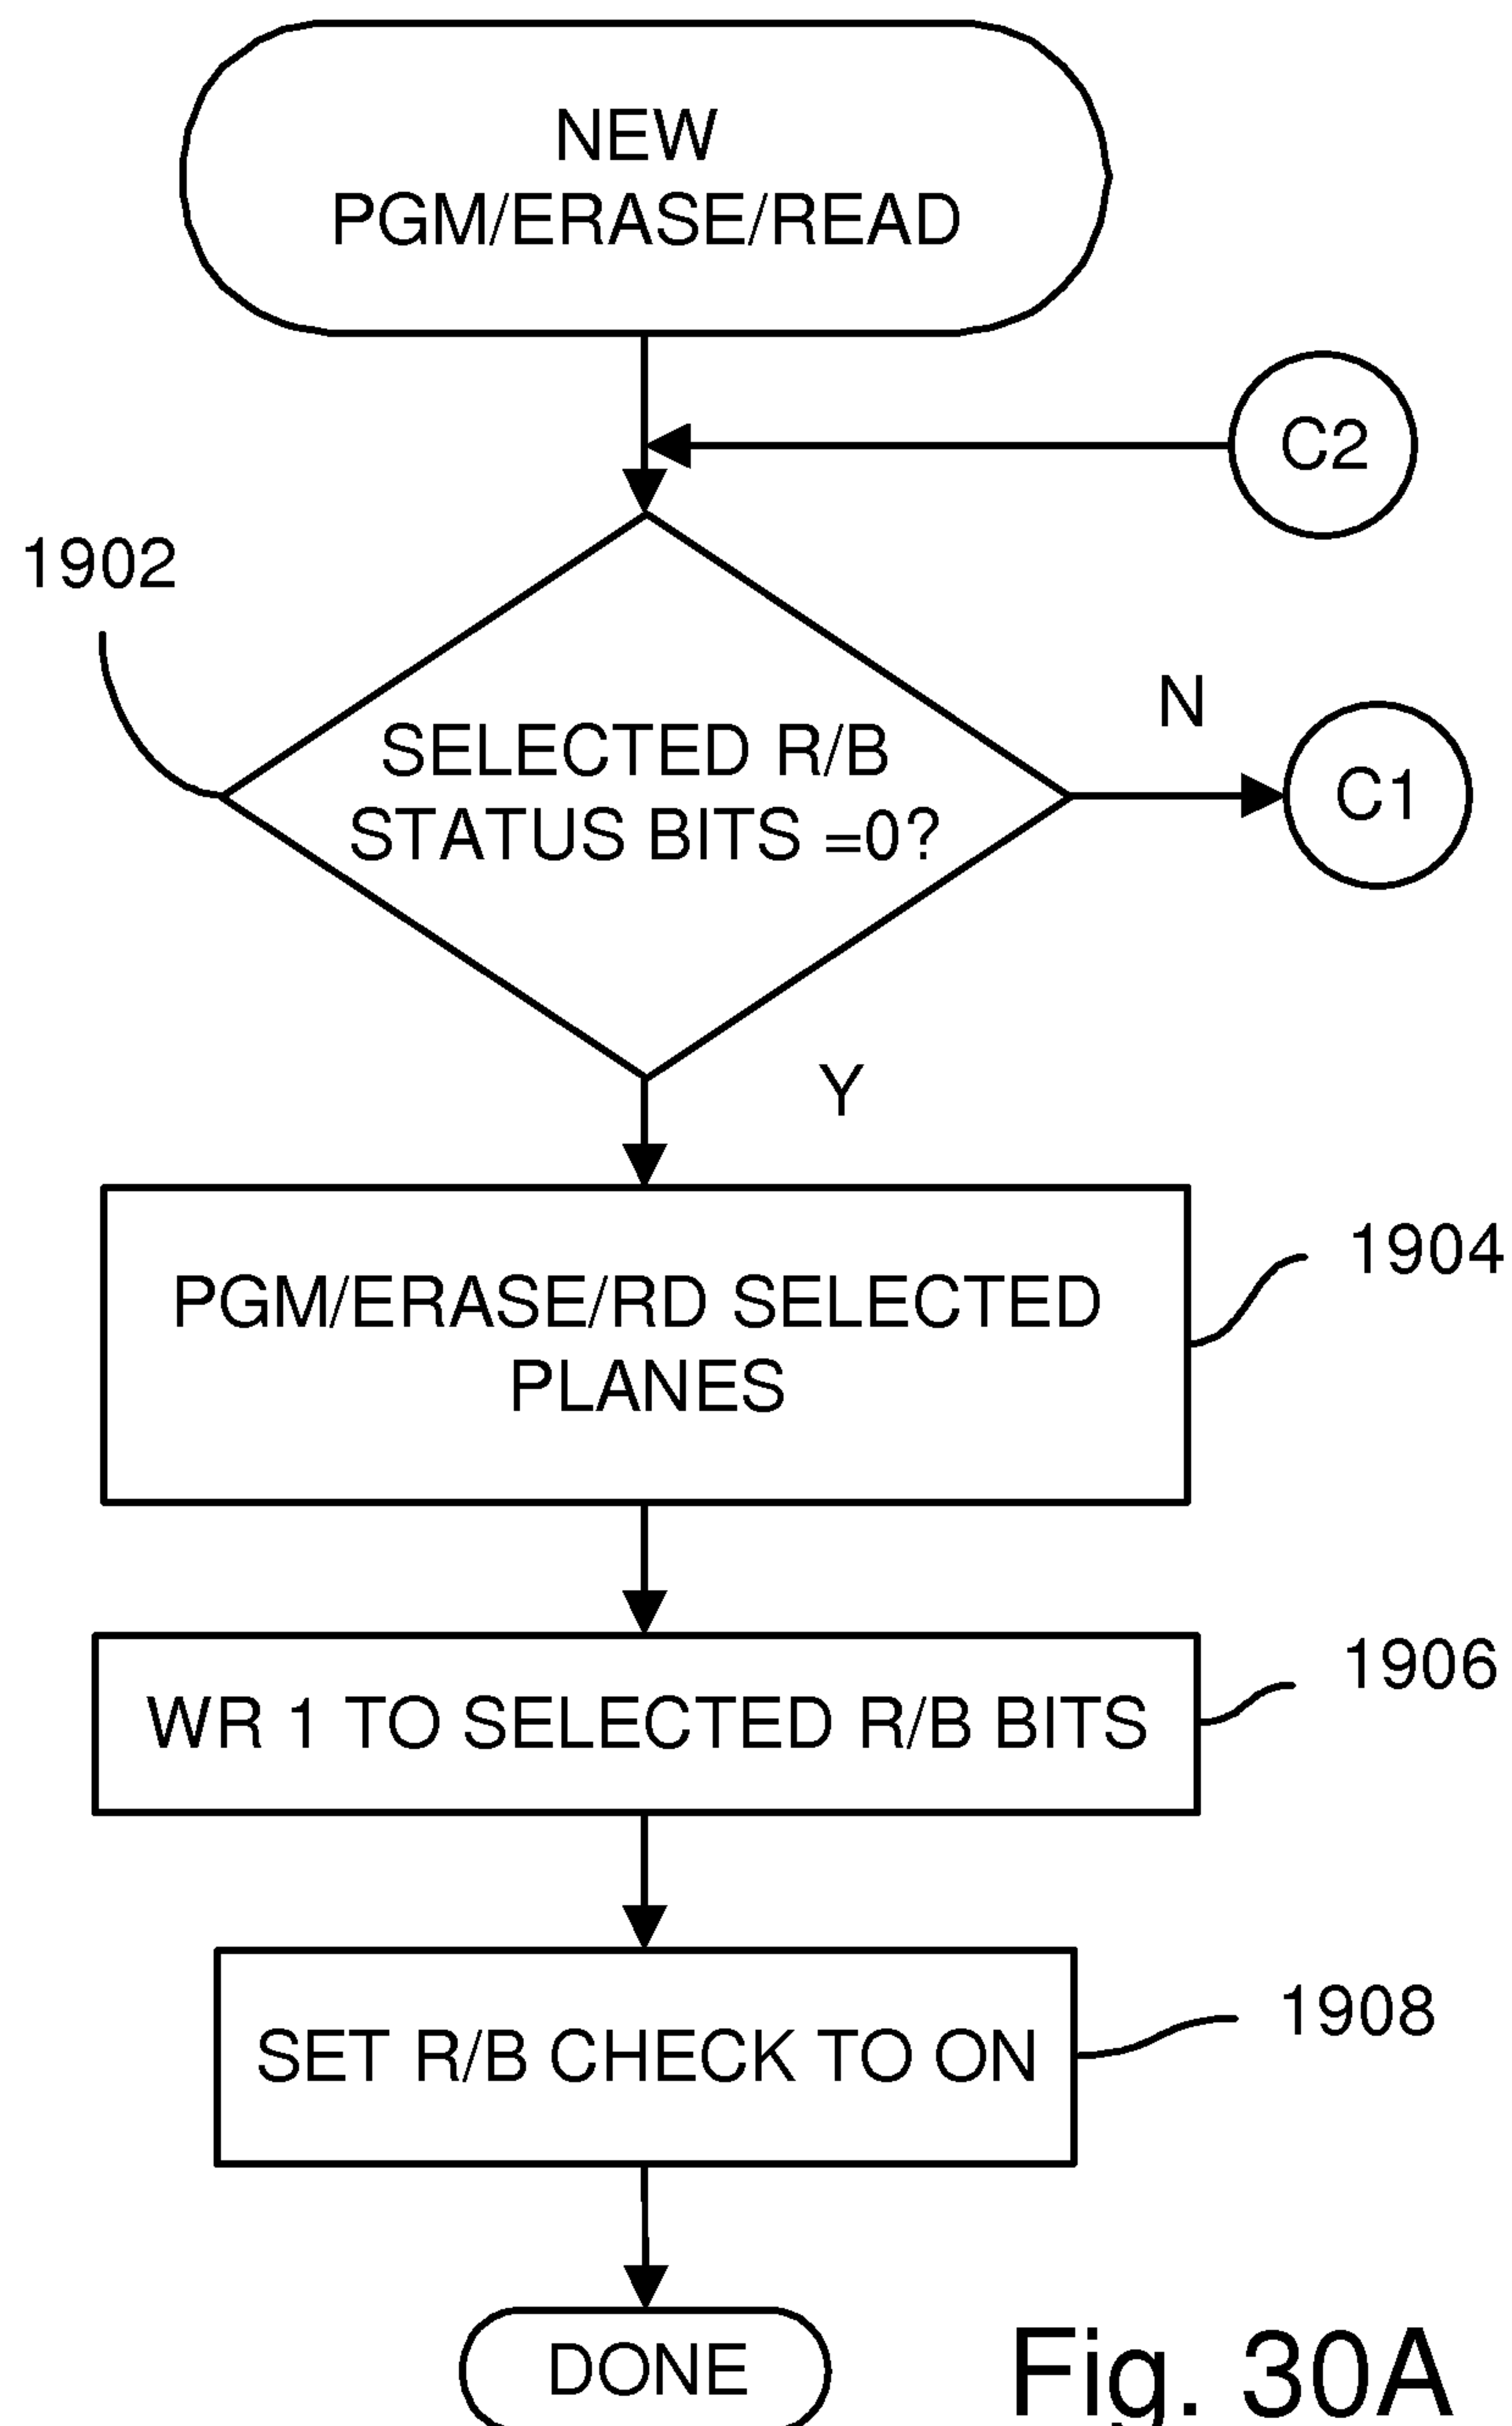 NEW
PGM/ERASE/READ
C2
1902
SELECTED R/B
STATUS BITS =0?
N
C1
Y
PGM/ERASE/RD SELECTED
PLANES
1904
WR 1 TO SELECTED R/B BITS
1906
SET R/B CHECK TO ON
1908
DONE
Fig. 30A